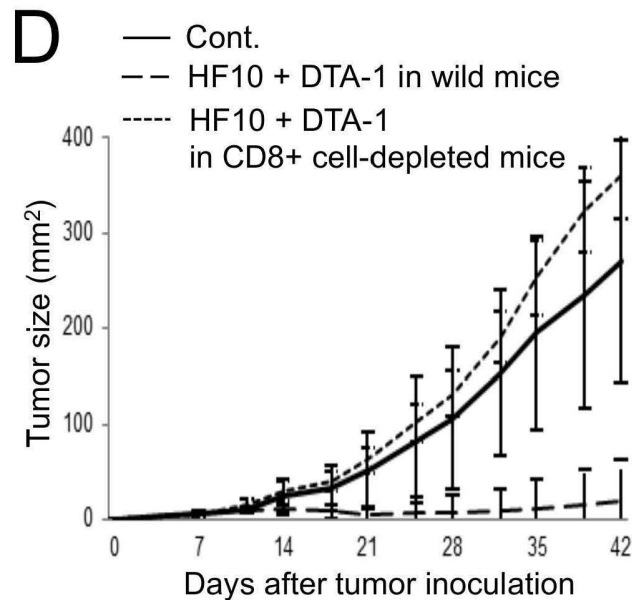 D
Cont.
HF10 + DTA-1 in wild mice
HF10 + DTA-1
in CD8+ cell-depleted mice
Tumor size (mm²)
400
300
200
100
0
0 7 14 21 28 35 42
Days after tumor inoculation